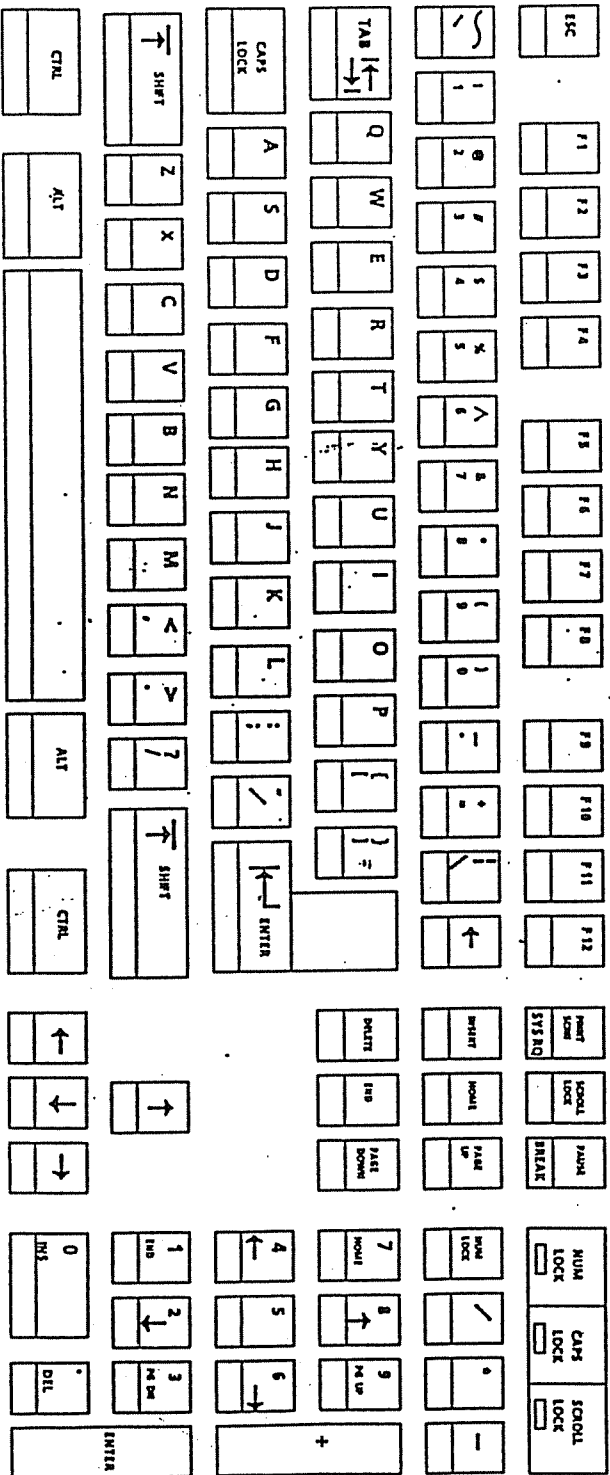 ESC F1 F2 F3 F4 F5 F6 F7 F8 F9 F10 F11 F12 PRINT SCRN SYS RQ SCROLL LOCK PAUSE BREAK NUM LOCK CAPS LOCK SCROLL LOCK
~ ` ! 1 @ 2 # 3 $ 4 % 5 ^ 6 & 7 * 8 ( 9 ) 0 - + = | \ ← INSERT HOME PAGE UP NUM LOCK / * -
TAB Q W E R T Y U I O P { [ } ] DELETE END PAGE DOWN 7 HOME 8 ↑ 9 PG UP +
CAPS LOCK A S D F G H J K L : ; " ENTER 4 ← 5 6 →
SHIFT Z X C V B N M < , > . ? / SHIFT ↑ 1 END 2 ↓ 3 PG DN ENTER
CTRL ALT ALT CTRL ← ↓ → 0 INS . DEL